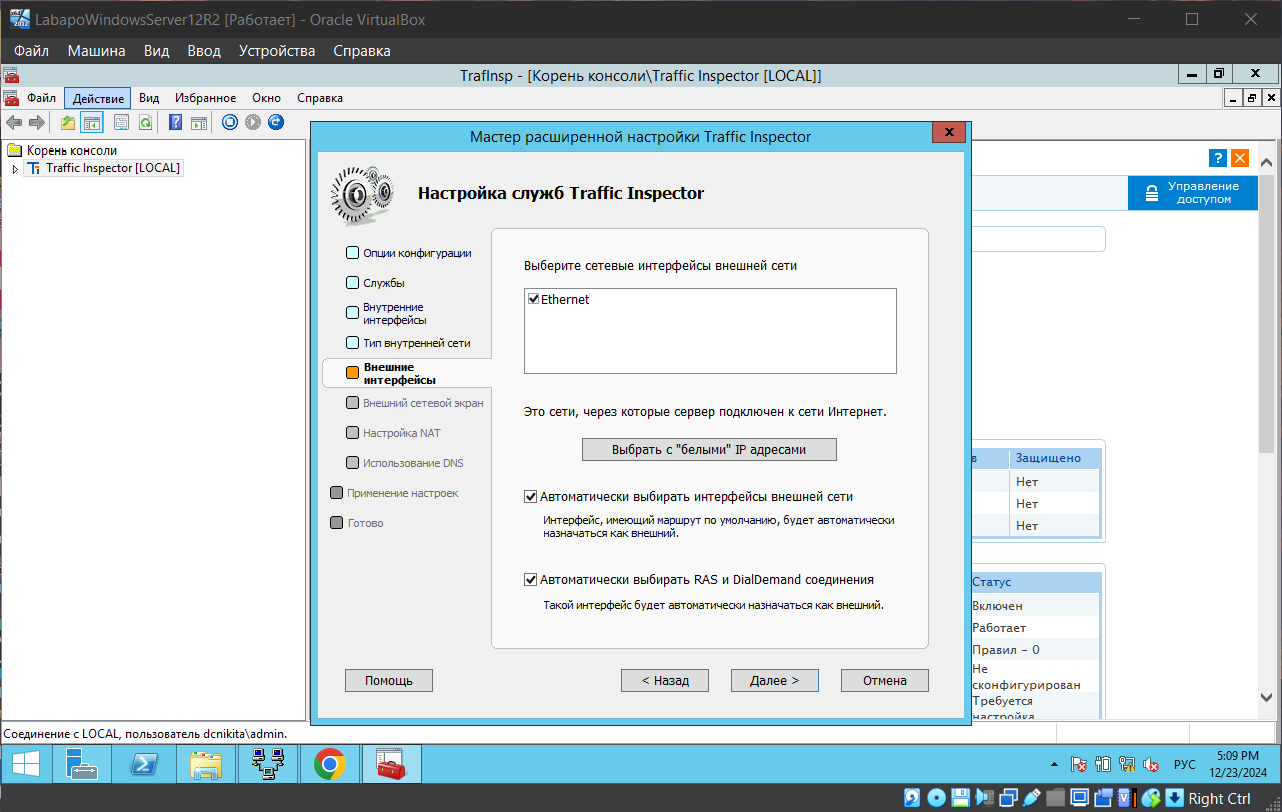 LabapoWindowsServer12R2 [Работает] - Oracle VirtualBox
Файл Машина Вид Ввод Устройства Справка
TrafInsp - [Корень консоли\Traffic Inspector [LOCAL]]
Файл Действие Вид Избранное Окно Справка
Корень консоли
Traffic Inspector [LOCAL]
Мастер расширенной настройки Traffic Inspector
Настройка служб Traffic Inspector
Опции конфигурации
Службы
Внутренние
интерфейсы
Тип внутренней сети
Внешние
интерфейсы
Внешний сетевой экран
Настройка NAT
Использование DNS
Применение настроек
Готово
Выберите сетевые интерфейсы внешней сети
Ethernet
Это сети, через которые сервер подключен к сети Интернет.
Выбрать с "белыми" IP адресами
Автоматически выбирать интерфейсы внешней сети
Интерфейс, имеющий маршрут по умолчанию, будет автоматически
назначаться как внешний.
Автоматически выбирать RAS и DialDemand соединения
Такой интерфейс будет автоматически назначаться как внешний.
Помощь
< Назад
Далее >
Отмена
Управление
доступом
Защищено
Нет
Нет
Нет
Статус
Включен
Работает
Правил - 0
Не
сконфигурирован
Требуется
настройка
Соединение с LOCAL, пользователь dcnikita\admin.
РУС
5:09 PM
12/23/2024
Right Ctrl